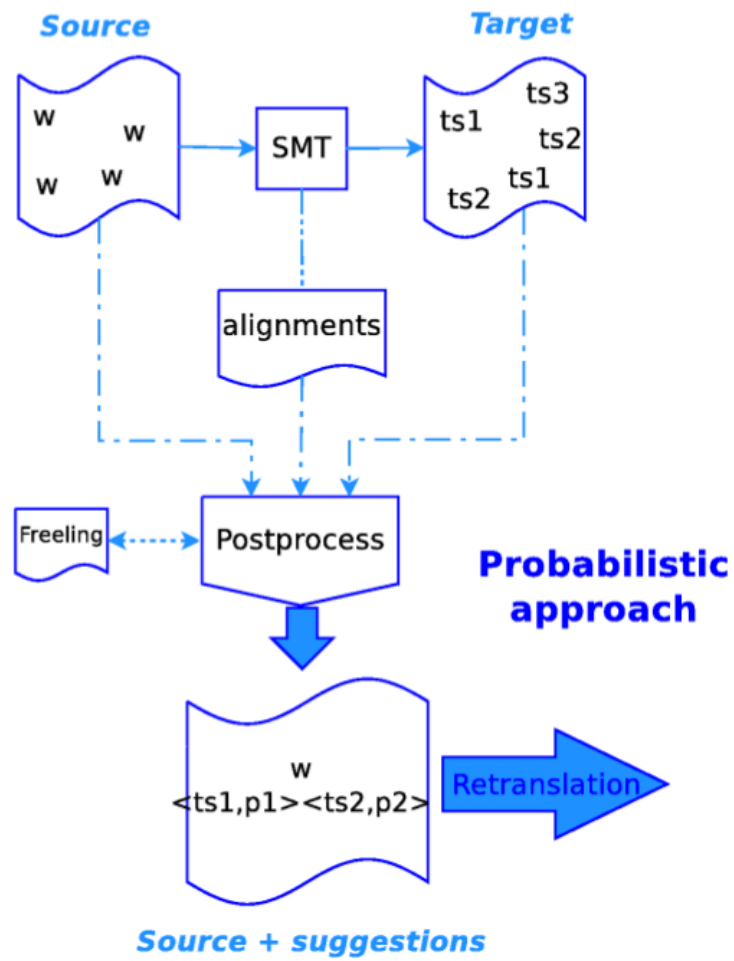 Source
Target
w
w
w
w
SMT
ts1
ts3
ts2
ts1
ts2
alignments
Freeling
Postprocess
Probabilistic
approach
w
<ts1,p1><ts2,p2>
Retranslation
Source + suggestions